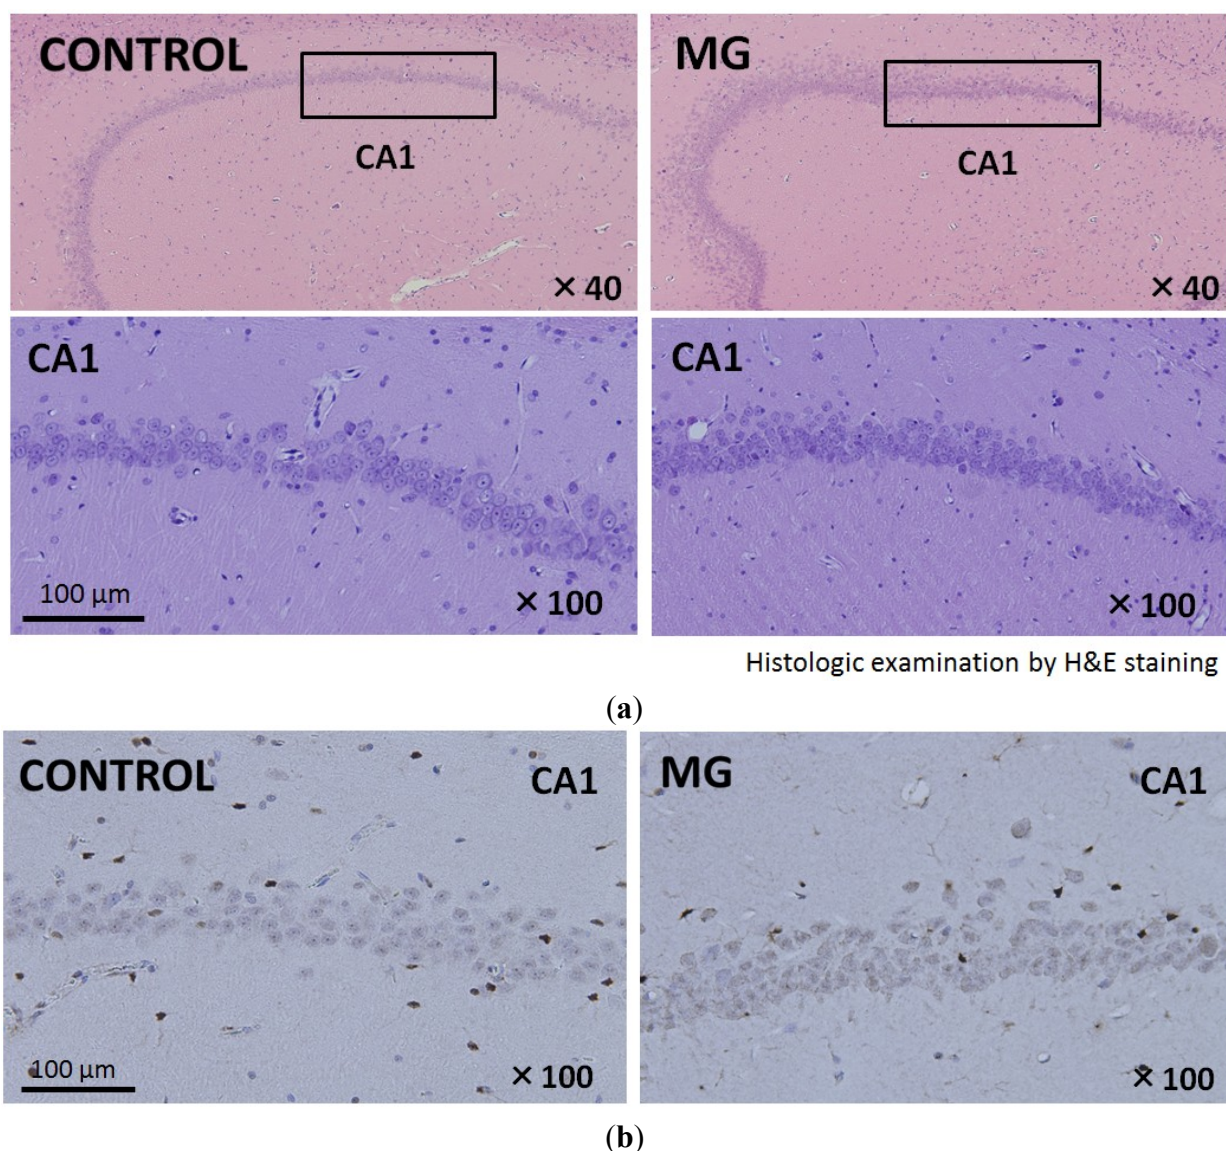 CONTROL
MG
CA1
CA1
× 40
× 40
CA1
CA1
100 µm
× 100
× 100
Histologic examination by H&E staining
(a)
CONTROL
CA1
MG
CA1
100 µm
× 100
× 100
(b)